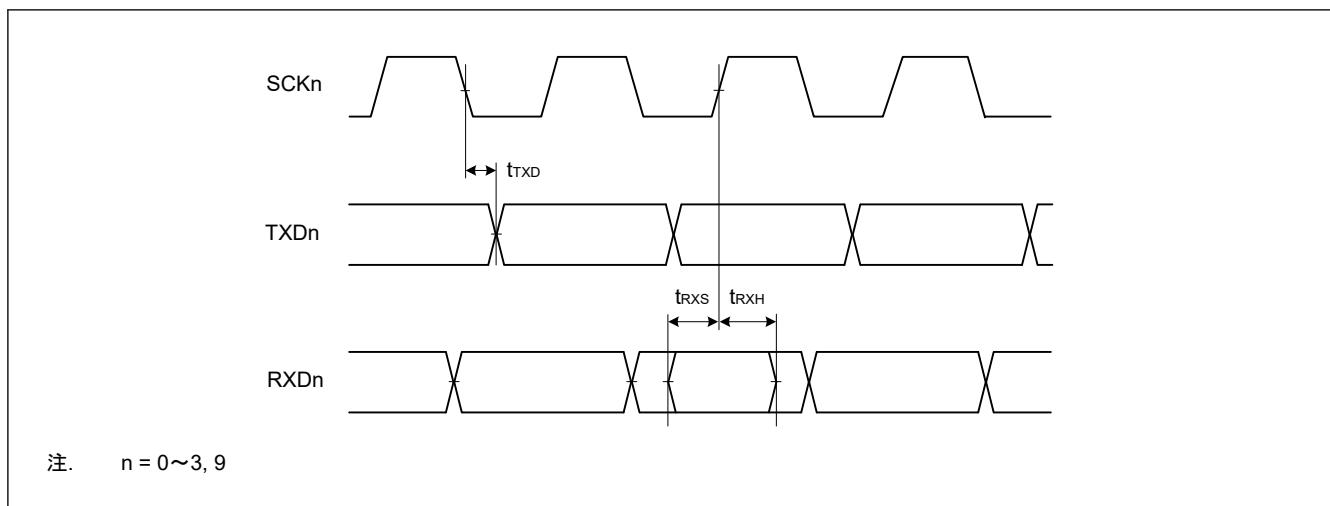 SCKn
tTXD
TXDn
tRXS tRXH
RXDn
注. n = 0～3, 9